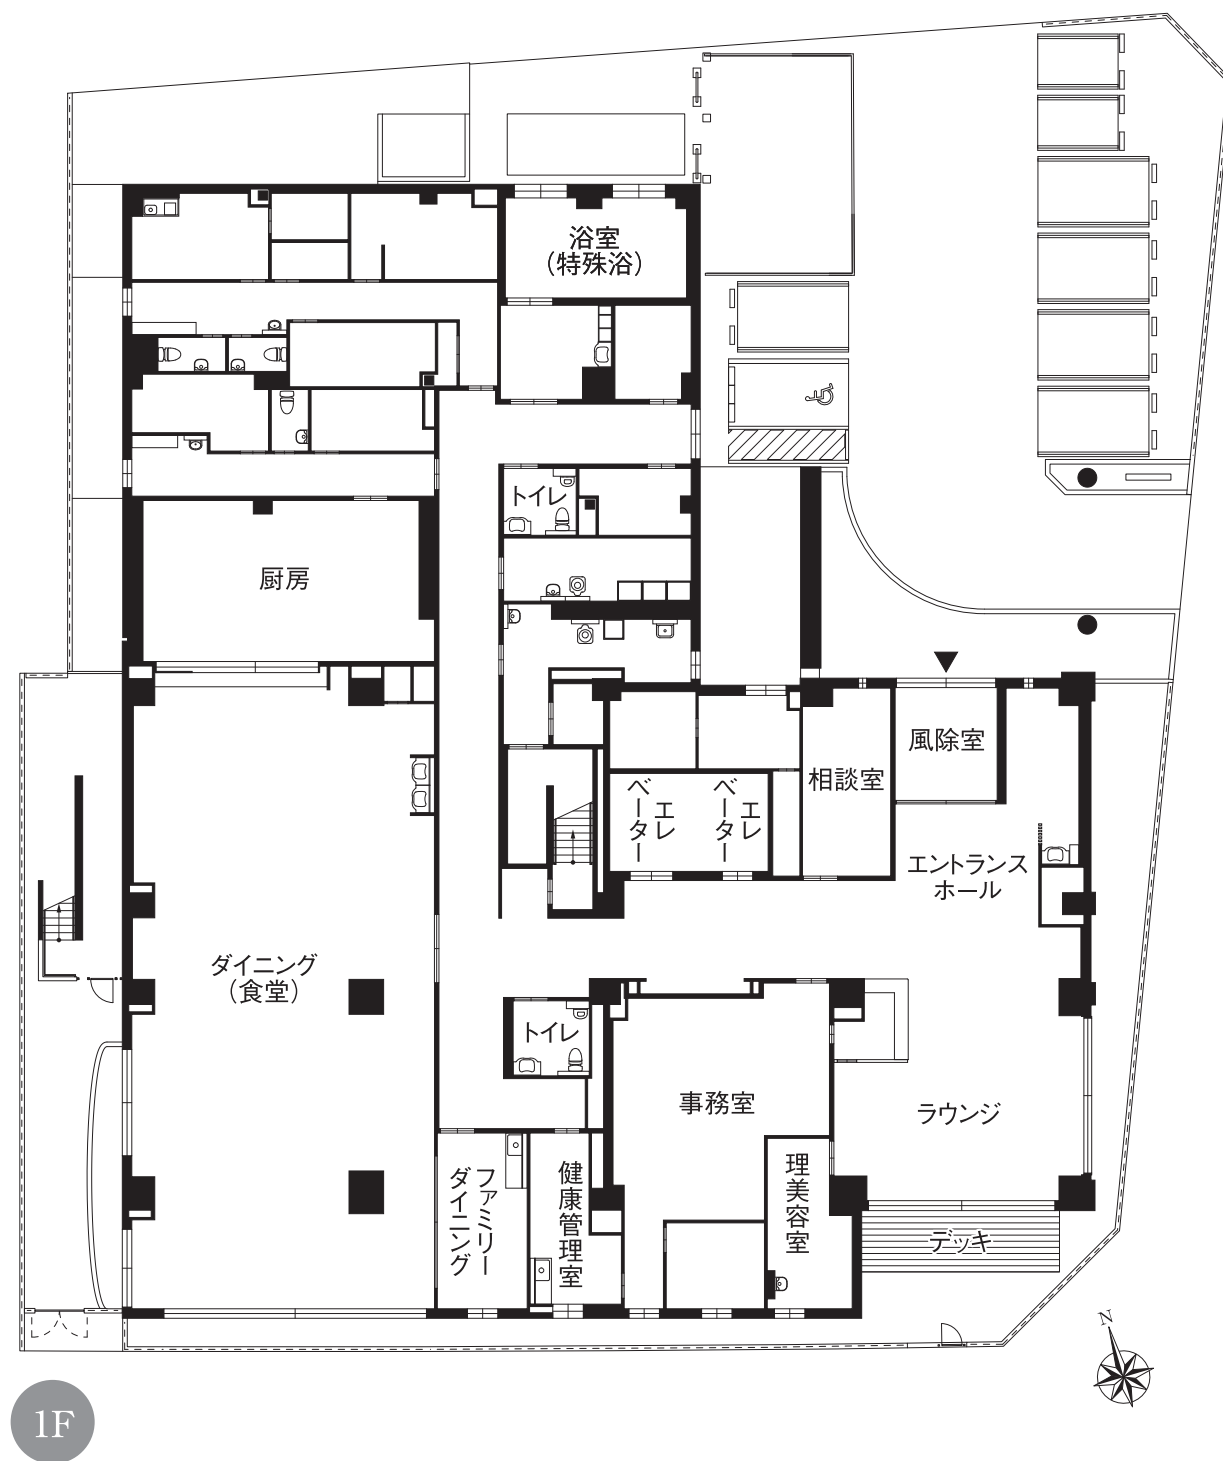 浴室
（特殊浴）
トイレ
厨房
風除室
相談室
エレ
ベーター
エレ
ベーター
エントランス
ホール
ダイニング
（食堂）
トイレ
事務室
ラウンジ
ファミリー
ダイニング
健康管理室
理美容室
デッキ
N
1F